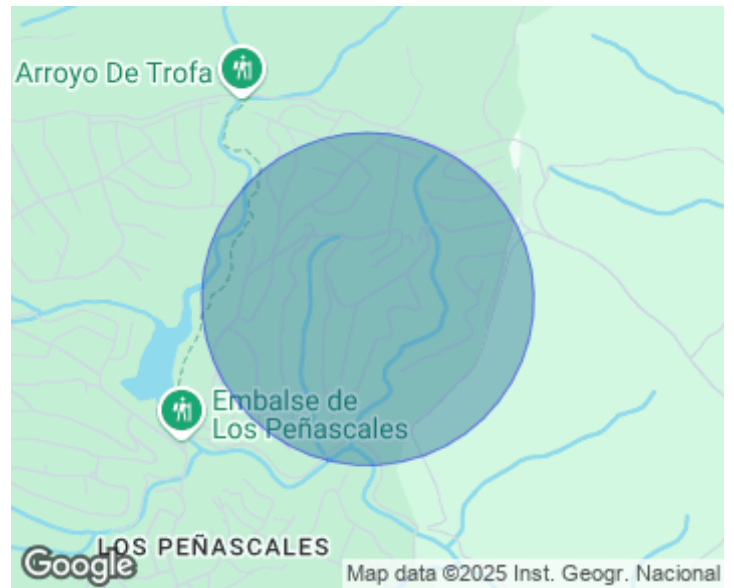 Arroyo De Trofa
Embalse de
Los Peñascales
LOS PEÑASCALES
Google
Map data ©2025 Inst. Geogr. Nacional